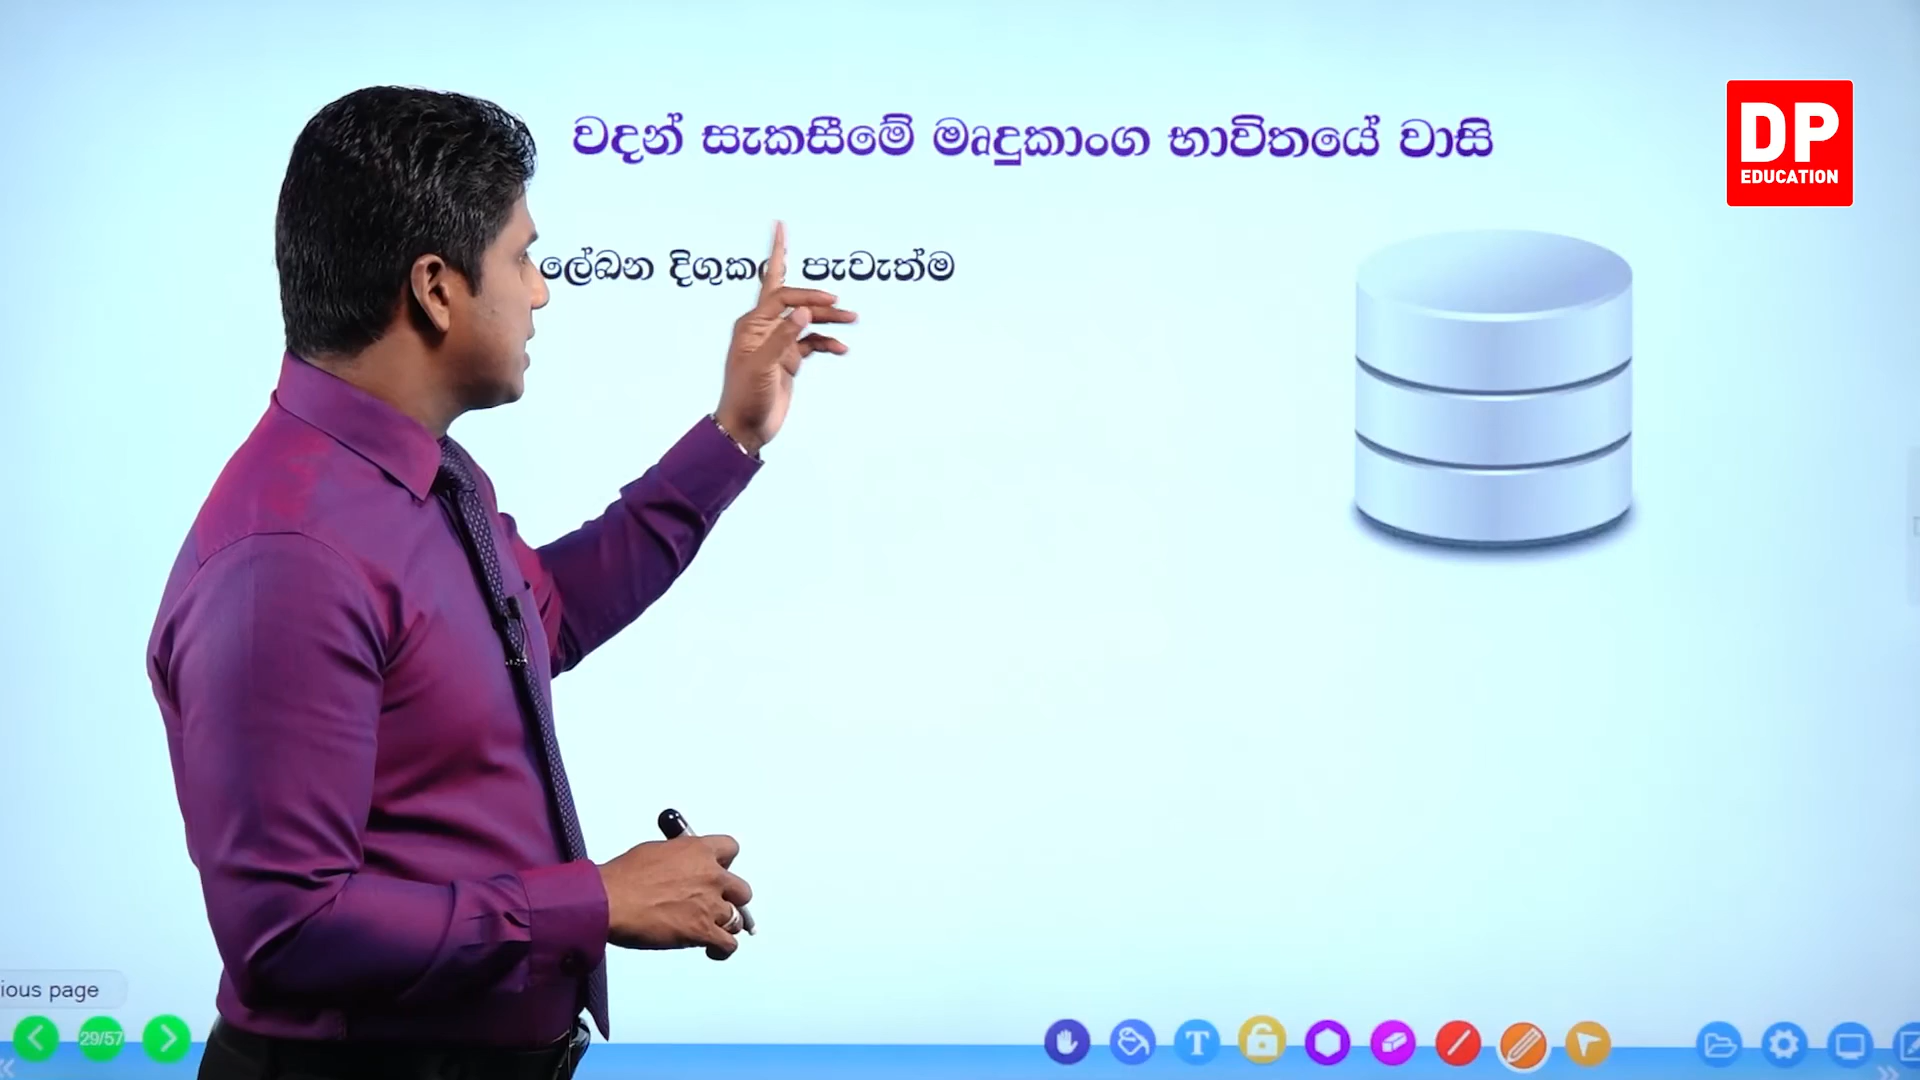 වදන් සැකසීමේ මෘදුකාංග භාවිතයේ වාසි
DP
EDUCATION
ලේඛන දිගුකල් පැවැත්ම
ious page
29/57
T